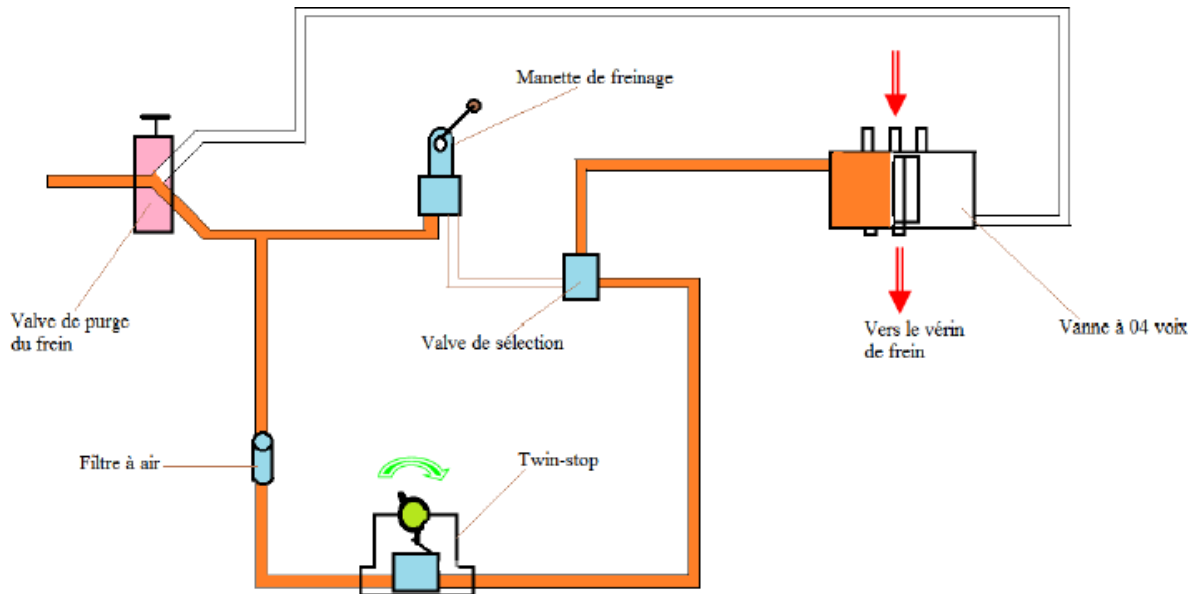 Manette de freinage
Valve de purge
du frein
Valve de sélection
Vers le vérin
de frein
Vanne à 04 voix
Filtre à air
Twin-stop